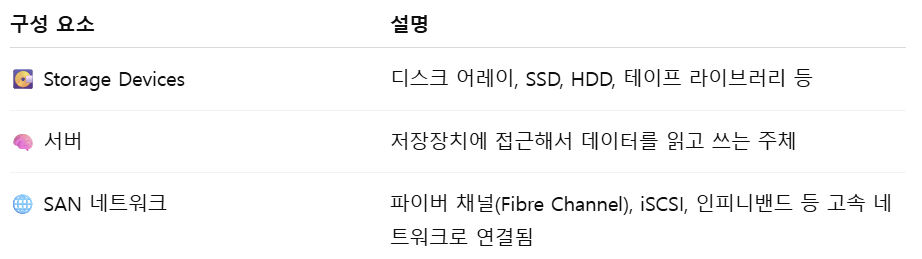 구성 요소 설명
💽 Storage Devices 디스크 어레이, SSD, HDD, 테이프 라이브러리 등
🧠 서버 저장장치에 접근해서 데이터를 읽고 쓰는 주체
🌐 SAN 네트워크 파이버 채널(Fibre Channel), iSCSI, 인피니밴드 등 고속 네
트워크로 연결됨